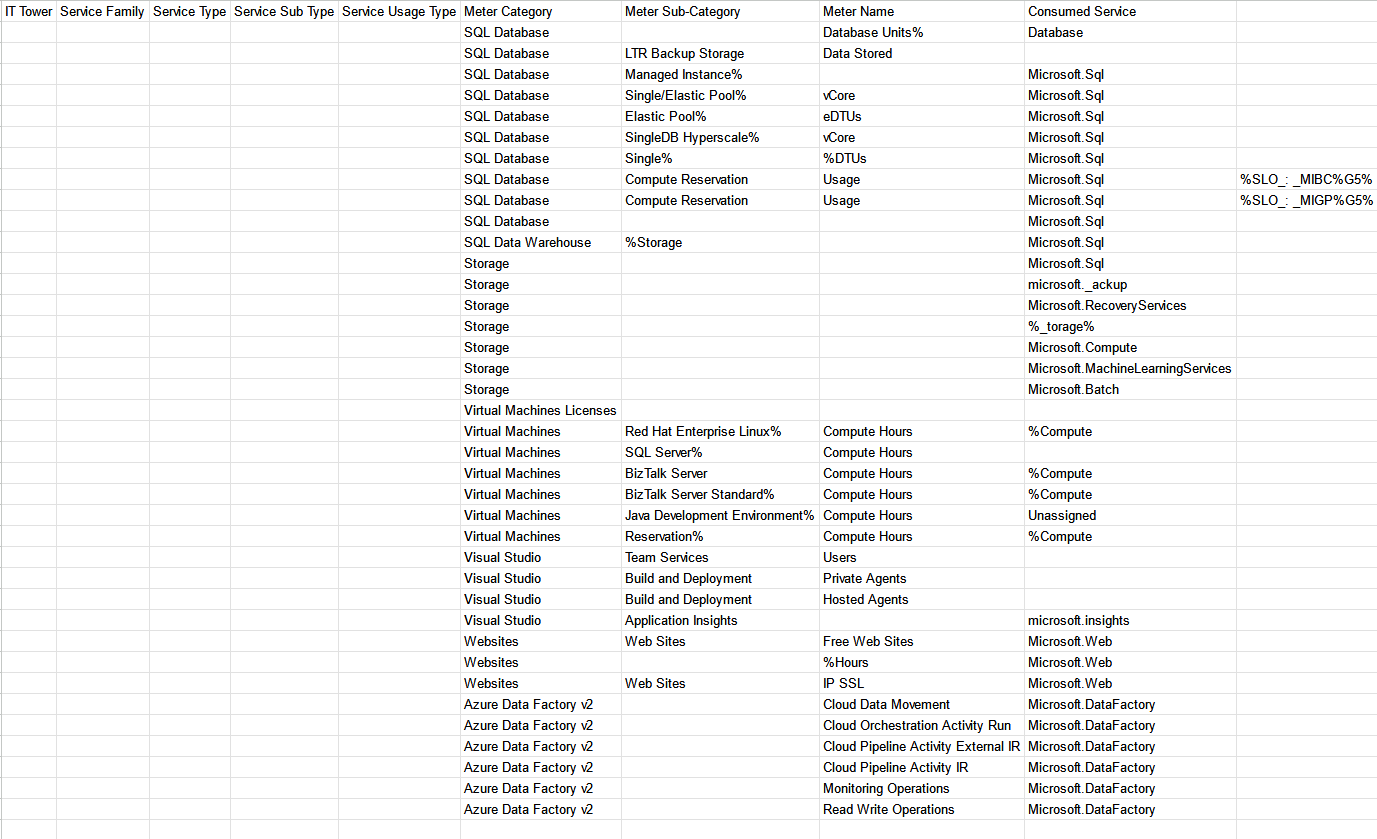 IT Tower Service Family Service Type Service Sub Type Service Usage Type Meter Category Meter Sub-Category Meter Name Consumed Service
SQL Database Database Units% Database
SQL Database LTR Backup Storage Data Stored
SQL Database Managed Instance% Microsoft.Sql
SQL Database Single/Elastic Pool% vCore Microsoft.Sql
SQL Database Elastic Pool% eDTUs Microsoft.Sql
SQL Database SingleDB Hyperscale% vCore Microsoft.Sql
SQL Database Single% %DTUs Microsoft.Sql
SQL Database Compute Reservation Usage Microsoft.Sql %SLO_: _MIBC%G5%
SQL Database Compute Reservation Usage Microsoft.Sql %SLO_: _MIGP%G5%
SQL Database Microsoft.Sql
SQL Data Warehouse %Storage Microsoft.Sql
Storage Microsoft.Sql
Storage microsoft._ackup
Storage Microsoft.RecoveryServices
Storage %_torage%
Storage Microsoft.Compute
Storage Microsoft.MachineLearningServices
Storage Microsoft.Batch
Virtual Machines Licenses
Virtual Machines Red Hat Enterprise Linux% Compute Hours %Compute
Virtual Machines SQL Server% Compute Hours
Virtual Machines BizTalk Server Compute Hours %Compute
Virtual Machines BizTalk Server Standard% Compute Hours %Compute
Virtual Machines Java Development Environment% Compute Hours Unassigned
Virtual Machines Reservation% Compute Hours %Compute
Visual Studio Team Services Users
Visual Studio Build and Deployment Private Agents
Visual Studio Build and Deployment Hosted Agents
Visual Studio Application Insights microsoft.insights
Websites Web Sites Free Web Sites Microsoft.Web
Websites %Hours Microsoft.Web
Websites Web Sites IP SSL Microsoft.Web
Azure Data Factory v2 Cloud Data Movement Microsoft.DataFactory
Azure Data Factory v2 Cloud Orchestration Activity Run Microsoft.DataFactory
Azure Data Factory v2 Cloud Pipeline Activity External IR Microsoft.DataFactory
Azure Data Factory v2 Cloud Pipeline Activity IR Microsoft.DataFactory
Azure Data Factory v2 Monitoring Operations Microsoft.DataFactory
Azure Data Factory v2 Read Write Operations Microsoft.DataFactory